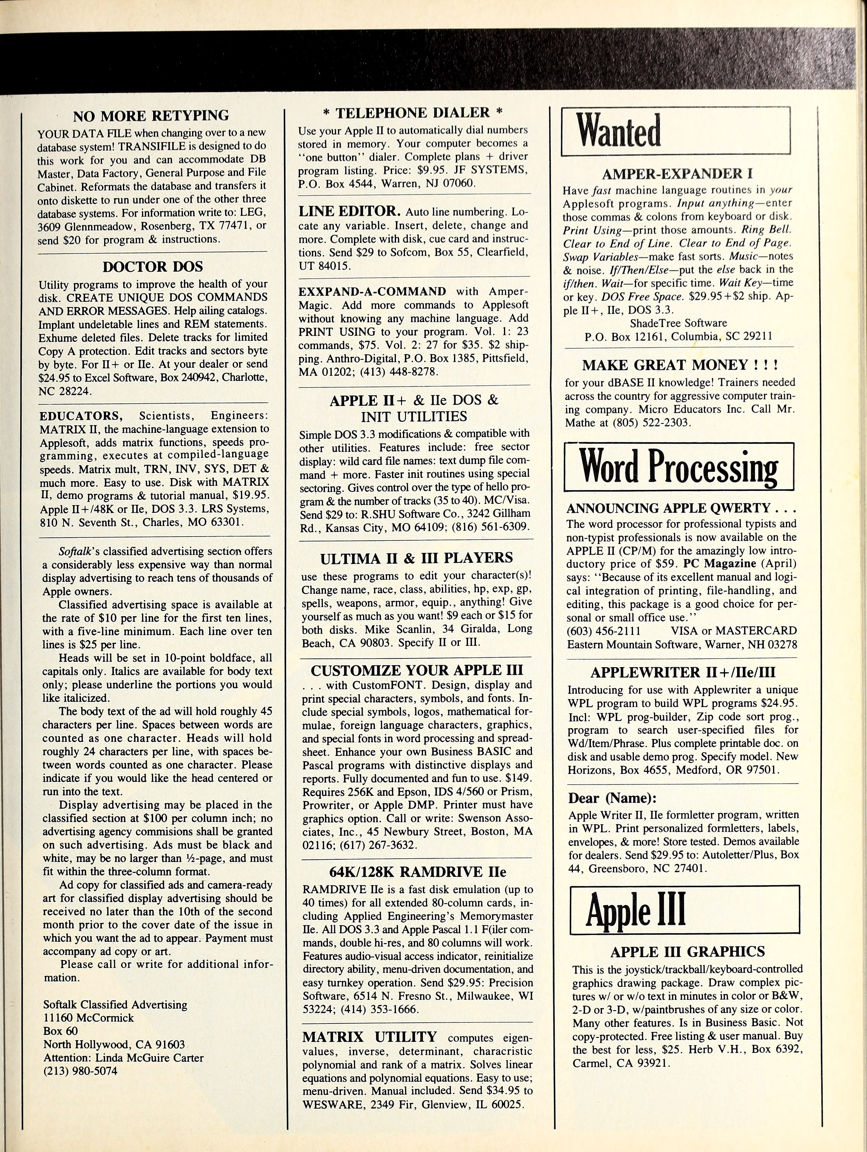 NO MORE RETYPING
YOUR DATA FILE when changing over to a new
database system! TRANSIFILE is designed to do
this work for you and can accommodate DB
Master, Data Factory, General Purpose and File
Cabinet. Reformats the database and transfers it
onto diskette to run under one of the other three
database systems. For information write to: LEG,
3609 Glennmeadow, Rosenberg, TX 77471, or
send $20 for program & instructions.
DOCTOR DOS
Utility programs to improve the health of your
disk. CREATE UNIQUE DOS COMMANDS
AND ERROR MESSAGES. Help ailing catalogs.
Implant undeletable lines and REM statements.
Exhume deleted files. Delete tracks for limited
Copy A protection. Edit tracks and sectors byte
by byte. For II+ or IIe. At your dealer or send
$24.95 to Excel Software, Box 240942, Charlotte,
NC 28224.
EDUCATORS, Scientists, Engineers:
MATRIX II, the machine-language extension to
Applesoft, adds matrix functions, speeds pro-
gramming, executes at compiled-language
speeds. Matrix mult, TRN, INV, SYS, DET &
much more. Easy to use. Disk with MATRIX
II, demo programs & tutorial manual, $19.95.
Apple II+/48K or IIe, DOS 3.3. LRS Systems,
810 N. Seventh St., Charles, MO 63301.
Softalk's classified advertising section offers
a considerably less expensive way than normal
display advertising to reach tens of thousands of
Apple owners.
Classified advertising space is available at
the rate of $10 per line for the first ten lines,
with a five-line minimum. Each line over ten
lines is $25 per line.
Heads will be set in 10-point boldface, all
capitals only. Italics are available for body text
only; please underline the portions you would
like italicized.
The body text of the ad will hold roughly 45
characters per line. Spaces between words are
counted as one character. Heads will hold
roughly 24 characters per line, with spaces be-
tween words counted as one character. Please
indicate if you would like the head centered or
run into the text.
Display advertising may be placed in the
classified section at $100 per column inch; no
advertising agency commisions shall be granted
on such advertising. Ads must be black and
white, may be no larger than ½-page, and must
fit within the three-column format.
Ad copy for classified ads and camera-ready
art for classified display advertising should be
received no later than the 10th of the second
month prior to the cover date of the issue in
which you want the ad to appear. Payment must
accompany ad copy or art.
Please call or write for additional infor-
mation.
Softalk Classified Advertising
11160 McCormick
Box 60
North Hollywood, CA 91603
Attention: Linda McGuire Carter
(213) 980-5074
* TELEPHONE DIALER *
Use your Apple II to automatically dial numbers
stored in memory. Your computer becomes a
"one button" dialer. Complete plans + driver
program listing. Price: $9.95. JF SYSTEMS,
P.O. Box 4544, Warren, NJ 07060.
LINE EDITOR. Auto line numbering. Lo-
cate any variable. Insert, delete, change and
more. Complete with disk, cue card and instruc-
tions. Send $29 to Sofcom, Box 55, Clearfield,
UT 84015.
EXXPAND-A-COMMAND with Amper-
Magic. Add more commands to Applesoft
without knowing any machine language. Add
PRINT USING to your program. Vol. 1: 23
commands, $75. Vol. 2: 27 for $35. $2 ship-
ping. Anthro-Digital, P.O. Box 1385, Pittsfield,
MA 01202; (413) 448-8278.
APPLE II+ & IIe DOS &
INIT UTILITIES
Simple DOS 3.3 modifications & compatible with
other utilities. Features include: free sector
display: wild card file names: text dump file com-
mand + more. Faster init routines using special
sectoring. Gives control over the type of hello pro-
gram & the number of tracks (35 to 40). MC/Visa.
Send $29 to: R.SHU Software Co., 3242 Gillham
Rd., Kansas City, MO 64109; (816) 561-6309.
ULTIMA II & III PLAYERS
use these programs to edit your character(s)!
Change name, race, class, abilities, hp, exp, gp,
spells, weapons, armor, equip., anything! Give
yourself as much as you want! $9 each or $15 for
both disks. Mike Scanlin, 34 Giralda, Long
Beach, CA 90803. Specify II or III.
CUSTOMIZE YOUR APPLE III
. . . with CustomFONT. Design, display and
print special characters, symbols, and fonts. In-
clude special symbols, logos, mathematical for-
mulae, foreign language characters, graphics,
and special fonts in word processing and spread-
sheet. Enhance your own Business BASIC and
Pascal programs with distinctive displays and
reports. Fully documented and fun to use. $149.
Requires 256K and Epson, IDS 4/560 or Prism,
Prowriter, or Apple DMP. Printer must have
graphics option. Call or write: Swenson Asso-
ciates, Inc., 45 Newbury Street, Boston, MA
02116; (617) 267-3632.
64K/128K RAMDRIVE IIe
RAMDRIVE IIe is a fast disk emulation (up to
40 times) for all extended 80-column cards, in-
cluding Applied Engineering's Memorymaster
IIe. All DOS 3.3 and Apple Pascal 1.1 F(iler com-
mands, double hi-res, and 80 columns will work.
Features audio-visual access indicator, reinitialize
directory ability, menu-driven documentation, and
easy turnkey operation. Send $29.95: Precision
Software, 6514 N. Fresno St., Milwaukee, WI
53224; (414) 353-1666.
MATRIX UTILITY computes eigen-
values, inverse, determinant, characristic
polynomial and rank of a matrix. Solves linear
equations and polynomial equations. Easy to use;
menu-driven. Manual included. Send $34.95 to
WESWARE, 2349 Fir, Glenview, IL 60025.
Wanted
AMPER-EXPANDER I
Have fast machine language routines in your
Applesoft programs. Input anything—enter
those commas & colons from keyboard or disk.
Print Using—print those amounts. Ring Bell.
Clear to End of Line. Clear to End of Page.
Swap Variables—make fast sorts. Music—notes
& noise. If/Then/Else—put the else back in the
if/then. Wait—for specific time. Wait Key—time
or key. DOS Free Space. $29.95+$2 ship. Ap-
ple II+, IIe, DOS 3.3.
ShadeTree Software
P.O. Box 12161, Columbia, SC 29211
MAKE GREAT MONEY ! ! !
for your dBASE II knowledge! Trainers needed
across the country for aggressive computer train-
ing company. Micro Educators Inc. Call Mr.
Mathe at (805) 522-2303.
Word Processing
ANNOUNCING APPLE QWERTY . . .
The word processor for professional typists and
non-typist professionals is now available on the
APPLE II (CP/M) for the amazingly low intro-
ductory price of $59. PC Magazine (April)
says: "Because of its excellent manual and logi-
cal integration of printing, file-handling, and
editing, this package is a good choice for per-
sonal or small office use."
(603) 456-2111 VISA or MASTERCARD
Eastern Mountain Software, Warner, NH 03278
APPLEWRITER II+/IIe/III
Introducing for use with Applewriter a unique
WPL program to build WPL programs $24.95.
Incl: WPL prog-builder, Zip code sort prog.,
program to search user-specified files for
Wd/Item/Phrase. Plus complete printable doc. on
disk and usable demo prog. Specify model. New
Horizons, Box 4655, Medford, OR 97501.
Dear (Name):
Apple Writer II, IIe formletter program, written
in WPL. Print personalized formletters, labels,
envelopes, & more! Store tested. Demos available
for dealers. Send $29.95 to: Autoletter/Plus, Box
44, Greensboro, NC 27401.
Apple III
APPLE III GRAPHICS
This is the joystick/trackball/keyboard-controlled
graphics drawing package. Draw complex pic-
tures w/ or w/o text in minutes in color or B&W,
2-D or 3-D, w/paintbrushes of any size or color.
Many other features. Is in Business Basic. Not
copy-protected. Free listing & user manual. Buy
the best for less, $25. Herb V.H., Box 6392,
Carmel, CA 93921.